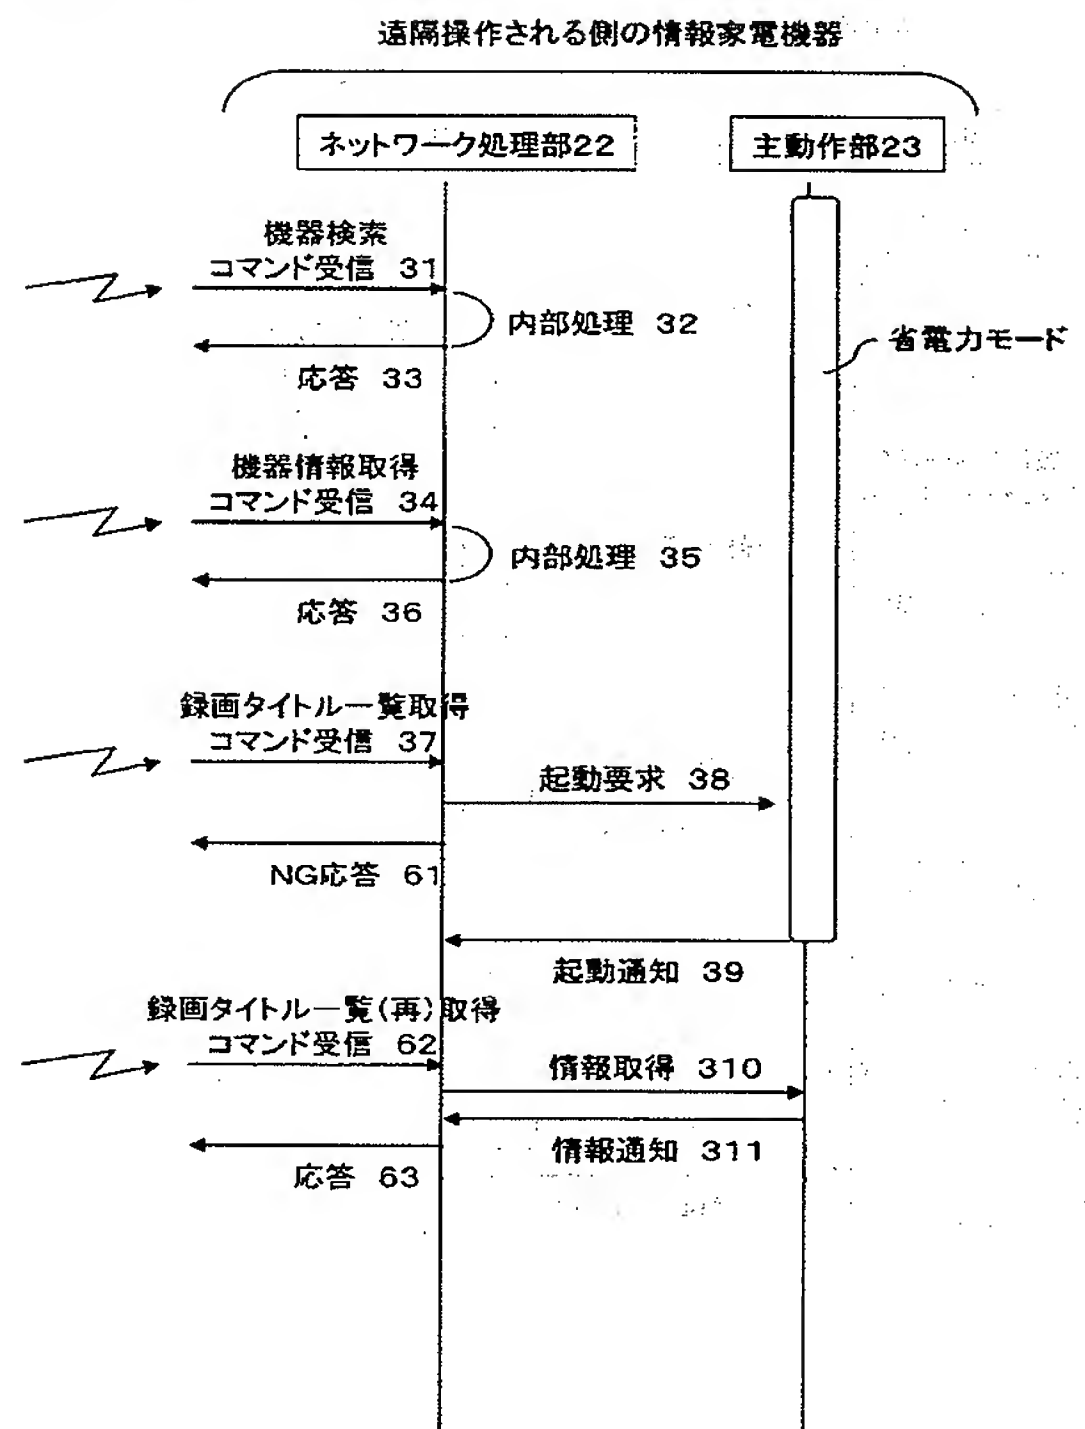 遠隔操作される側の情報家電機器
ネットワーク処理部22
主動作部23
機器検索
コマンド受信 31
内部処理 32
省電力モード
応答 33
機器情報取得
コマンド受信 34
内部処理 35
応答 36
録画タイトル一覧取得
コマンド受信 37
起動要求 38
NG応答 61
起動通知 39
録画タイトル一覧(再)取得
コマンド受信 62
情報取得 310
情報通知 311
応答 63